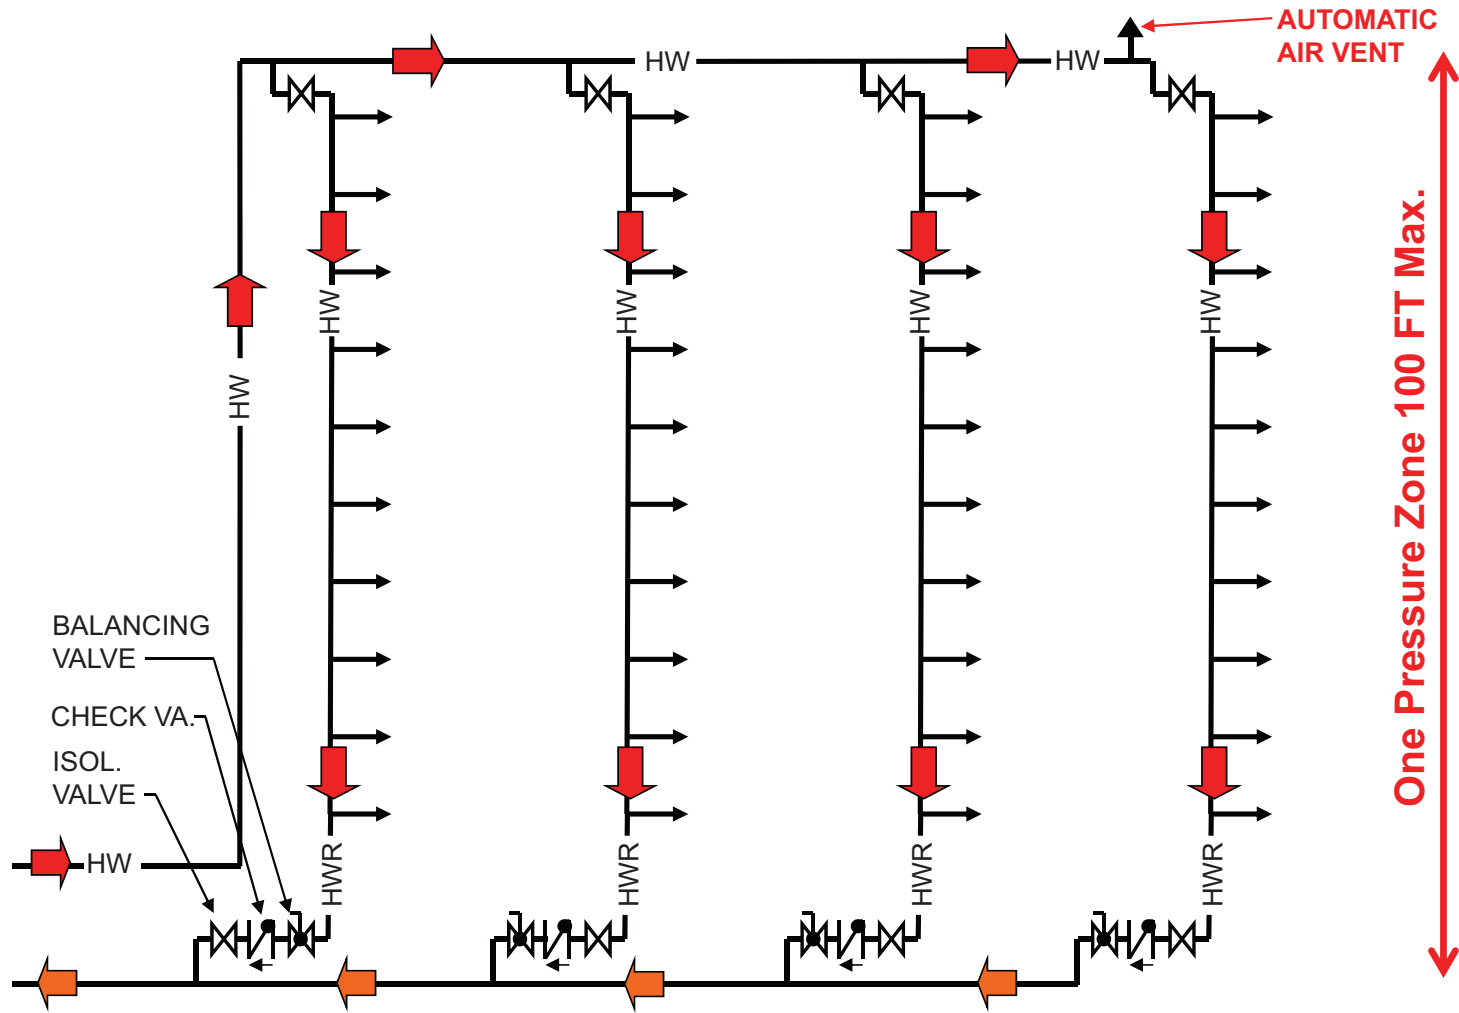 AUTOMATIC
AIR VENT
HW
HW
HW
HW
HW
HW
HW
One Pressure Zone 100 FT Max.
BALANCING
VALVE
CHECK VA.
ISOL.
VALVE
HW
HWR
HWR
HWR
HWR